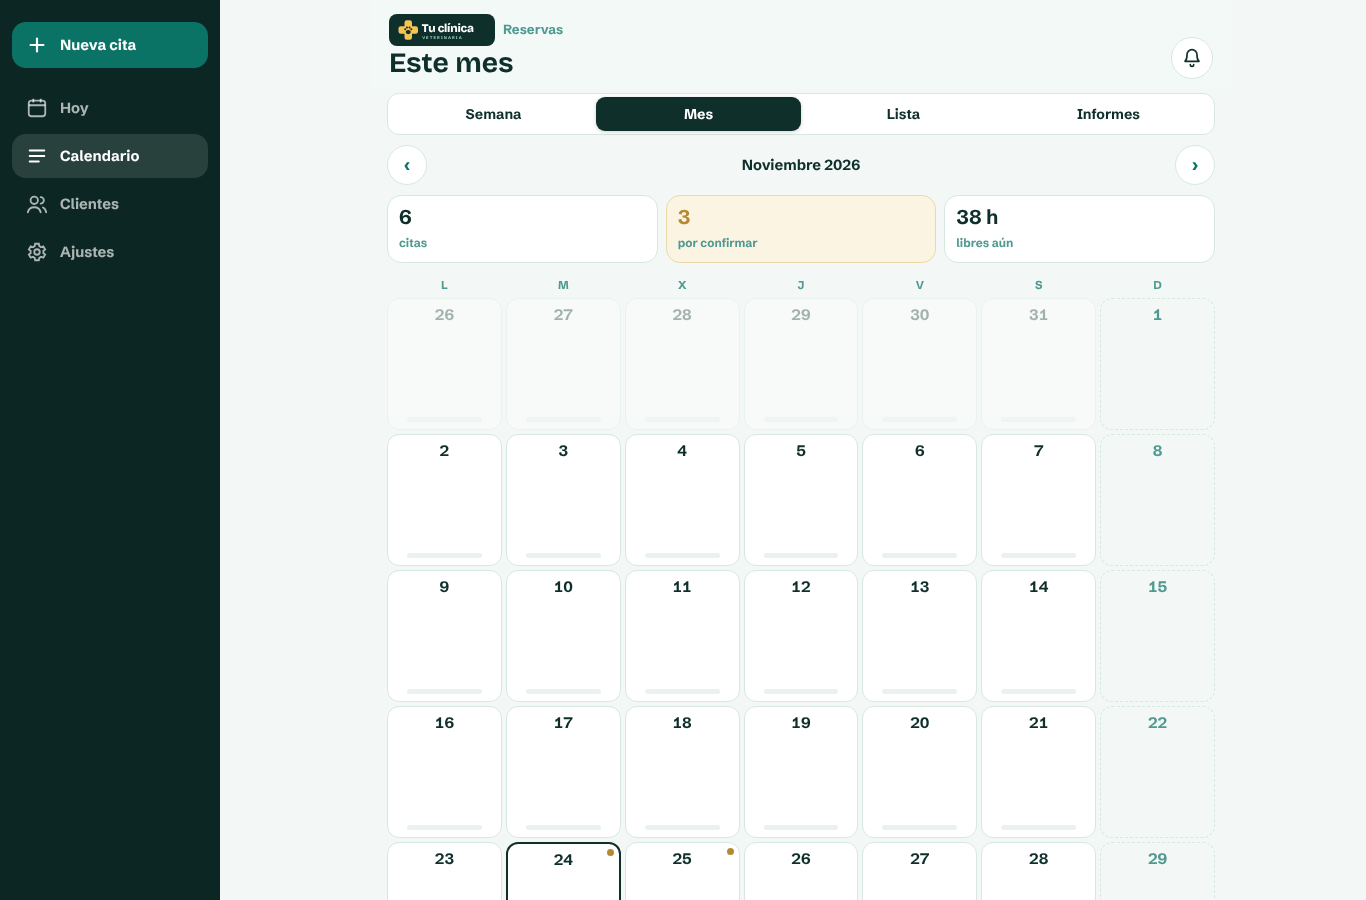 Nueva cita
Hoy
Calendario
Clientes
Ajustes
Tu clínica
VETERINARIA
Reservas
Este mes
Semana Mes Lista Informes
‹ Noviembre 2026 ›
6 3 38 h
citas por confirmar libres aún
L M X J V S D
26 27 28 29 30 31 1
2 3 4 5 6 7 8
9 10 11 12 13 14 15
16 17 18 19 20 21 22
23 24 25 26 27 28 29